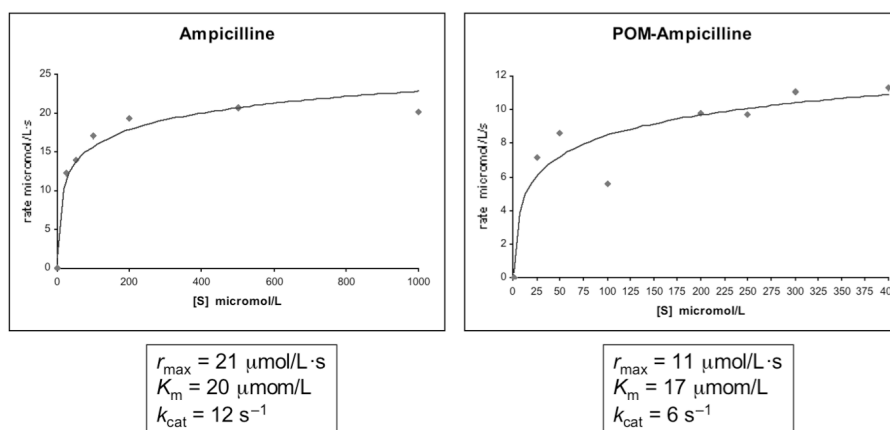 Ampicilline
25
20
15
10
5
0
rate micromol/L·s
0 200 400 600 800 1000
[S] micromol/L
r_max = 21 μmol/L·s
K_m = 20 μmom/L
k_cat = 12 s⁻¹
POM-Ampicilline
12
10
8
6
4
2
0
rate micromol/L/s
0 25 50 75 100 125 150 175 200 225 250 275 300 325 350 375 400
[S] micromol/L
r_max = 11 μmol/L·s
K_m = 17 μmom/L
k_cat = 6 s⁻¹